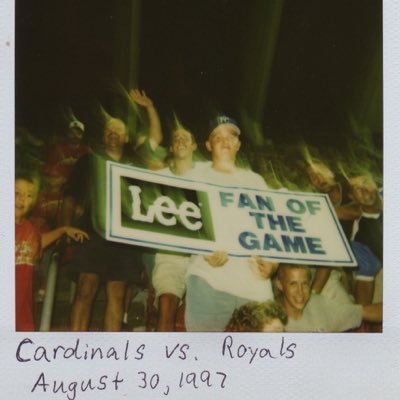 Lee
FAN OF
THE
GAME
Cardinals vs. Royals
August 30, 1997